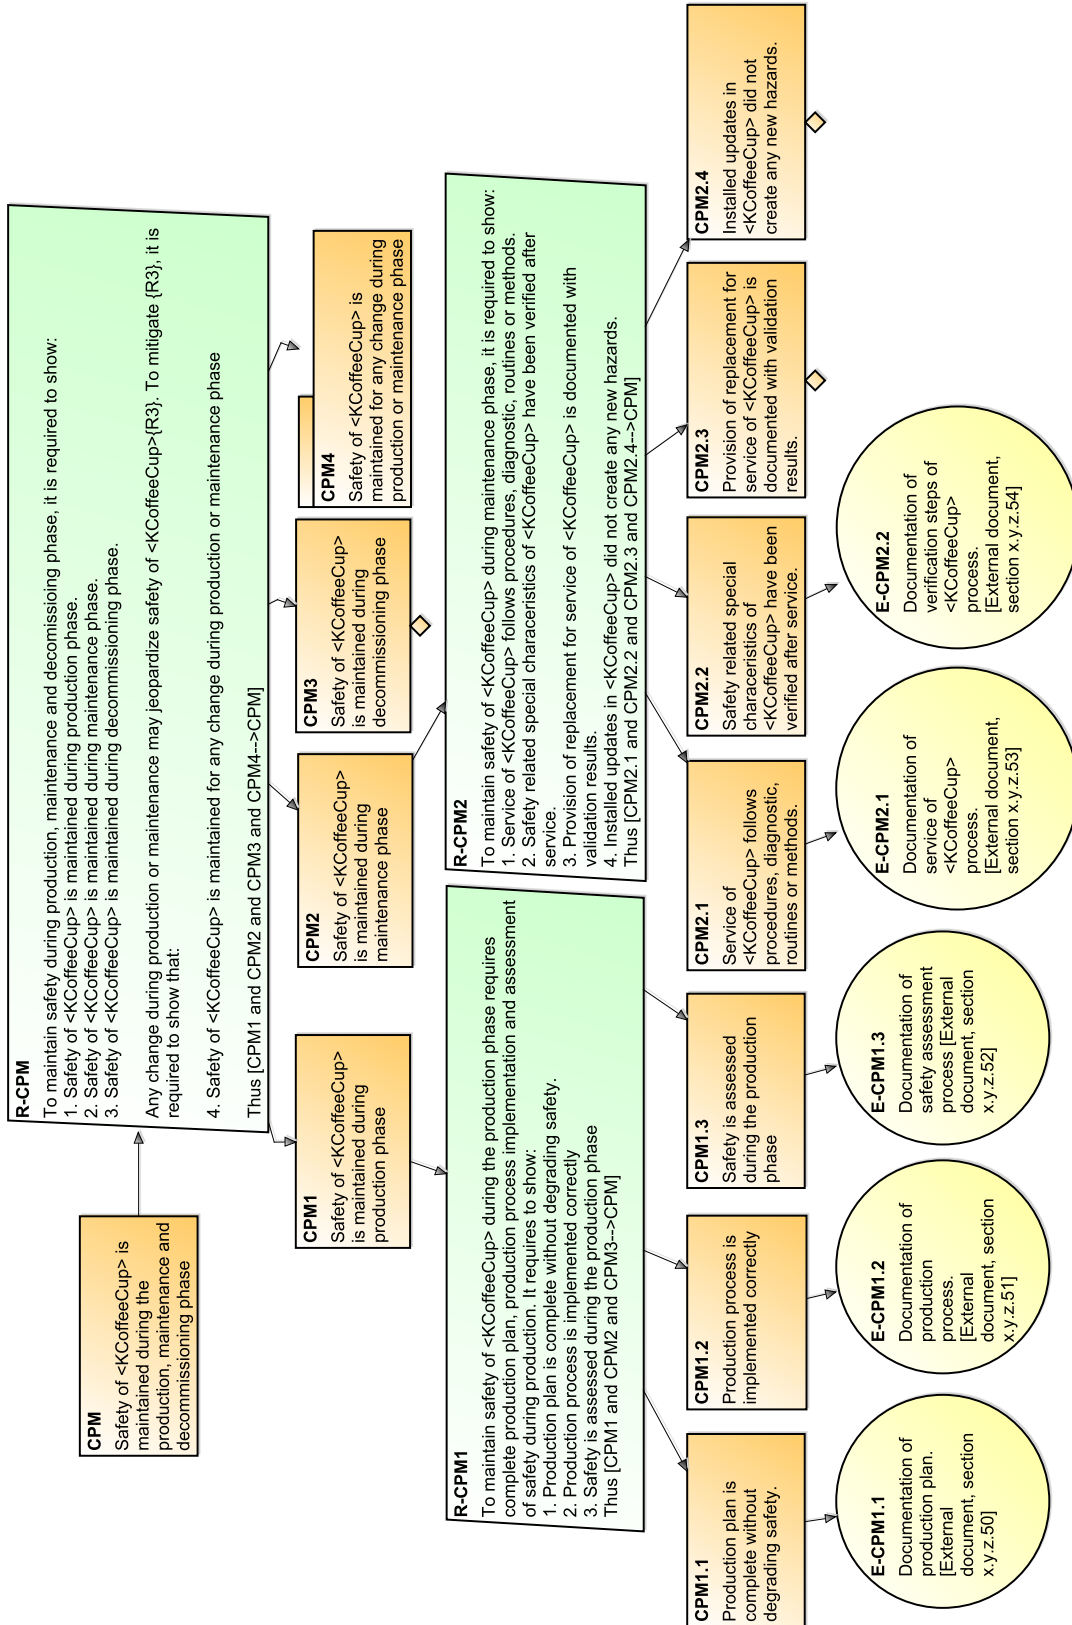 CPM
Safety of <KCoffeeCup> is
maintained during the
production, maintenance and
decommissioning phase
R-CPM
To maintain safety during production, maintenance and decomissioing phase, it is required to show:
1. Safety of <KCoffeeCup> is maintained during production phase.
2. Safety of <KCoffeeCup> is maintained during maintenance phase.
3. Safety of <KCoffeeCup> is maintained during decommissioning phase.
Any change during production or maintenance may jeopardize safety of <KCoffeeCup>{R3}. To mitigate {R3}, it is
required to show that:
4. Safety of <KCoffeeCup> is maintained for any change during production or maintenance phase
Thus [CPM1 and CPM2 and CPM3 and CPM4-->CPM]
CPM1
Safety of <KCoffeeCup>
is maintained during
production phase
CPM2
Safety of <KCoffeeCup>
is maintained during
maintenance phase
CPM3
Safety of <KCoffeeCup>
is maintained during
decommissioning phase
CPM4
Safety of <KCoffeeCup> is
maintained for any change during
production or maintenance phase
R-CPM1
To maintain safety of <KCoffeeCup> during the production phase requires
complete production plan, production process implementation and assessment
of safety during production. It requires to show:
1. Production plan is complete without degrading safety.
2. Production process is implemented correctly
3. Safety is assessed during the production phase
Thus [CPM1 and CPM2 and CPM3-->CPM]
R-CPM2
To maintain safety of <KCoffeeCup> during maintenance phase, it is required to show:
1. Service of <KCoffeeCup> follows procedures, diagnostic, routines or methods.
2. Safety related special characeristics of <KCoffeeCup> have been verified after
service.
3. Provision of replacement for service of <KCoffeeCup> is documented with
validation results.
4. Installed updates in <KCoffeeCup> did not create any new hazards.
Thus [CPM2.1 and CPM2.2 and CPM2.3 and CPM2.4-->CPM]
CPM1.1
Production plan is
complete without
degrading safety.
CPM1.2
Production process is
implemented correctly
CPM1.3
Safety is assessed
during the production
phase
CPM2.1
Service of
<KCoffeeCup> follows
procedures, diagnostic,
routines or methods.
CPM2.2
Safety related special
characeristics of
<KCoffeeCup> have been
verified after service.
CPM2.3
Provision of replacement for
service of <KCoffeeCup> is
documented with validation
results.
CPM2.4
Installed updates in
<KCoffeeCup> did not
create any new hazards.
E-CPM1.1
Documentation of
production plan.
[External
document, section
x.y.z.50]
E-CPM1.2
Documentation of
production
process.
[External
document, section
x.y.z.51]
E-CPM1.3
Documentation of
safety assessment
process [External
document, section
x.y.z.52]
E-CPM2.1
Documentation of
service of
<KCoffeeCup>
process.
[External document,
section x.y.z.53]
E-CPM2.2
Documentation of
verification steps of
<KCoffeeCup>
process.
[External document,
section x.y.z.54]